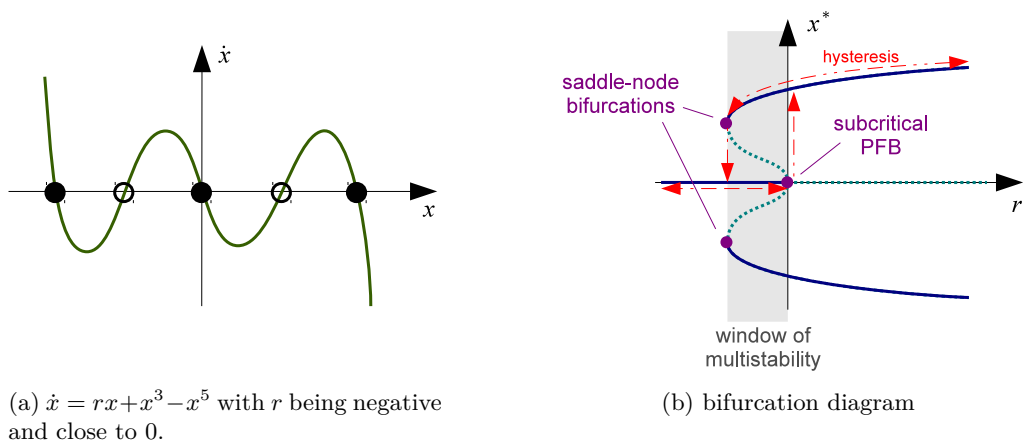 ẋ
x
(a) ẋ = rx+x³−x⁵ with r being negative
and close to 0.
x*
hysteresis
saddle-node
bifurcations
subcritical
PFB
r
window of
multistability
(b) bifurcation diagram